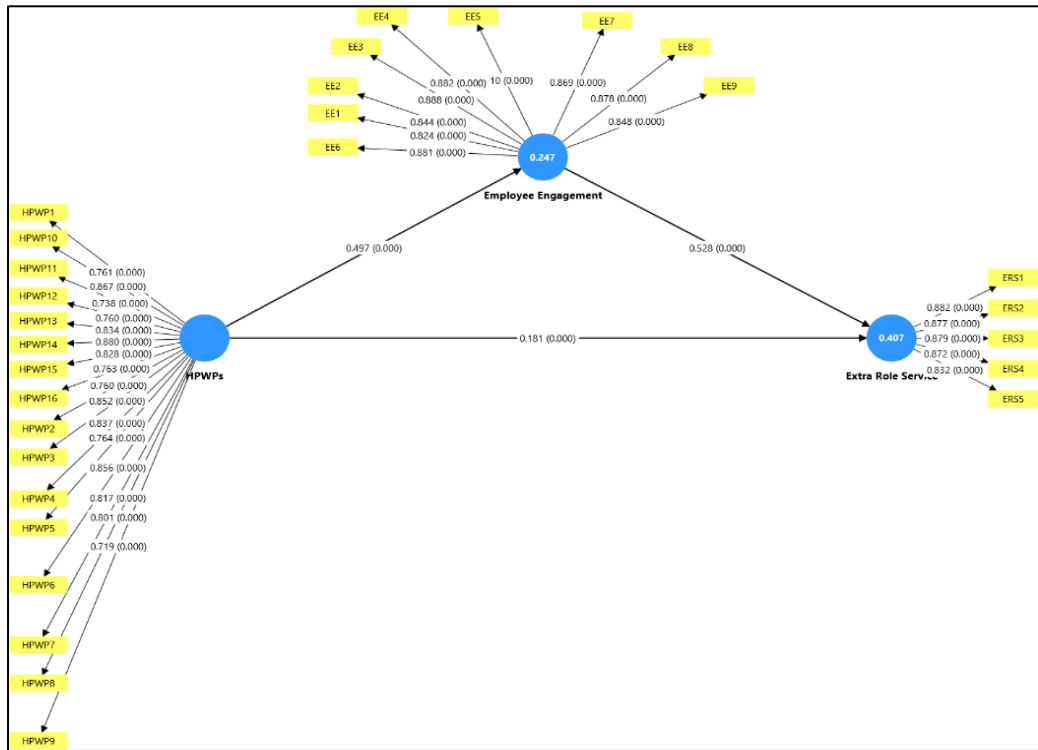 EE4
EE5
EE7
EE3
EE8
EE2
EE9
EE1
EE6
0.882 (0.000)
10 (0.000)
0.869 (0.000)
0.888 (0.000)
0.878 (0.000)
0.844 (0.000)
0.848 (0.000)
0.824 (0.000)
0.881 (0.000)
0.247
Employee Engagement
HPWP1
HPWP10
HPWP11
HPWP12
HPWP13
HPWP14
HPWP15
HPWP16
HPWP2
HPWP3
HPWP4
HPWP5
HPWP6
HPWP7
HPWP8
HPWP9
0.761 (0.000)
0.867 (0.000)
0.738 (0.000)
0.760 (0.000)
0.834 (0.000)
0.880 (0.000)
0.828 (0.000)
0.763 (0.000)
0.760 (0.000)
0.852 (0.000)
0.837 (0.000)
0.764 (0.000)
0.856 (0.000)
0.817 (0.000)
0.801 (0.000)
0.719 (0.000)
HPWPs
0.497 (0.000)
0.528 (0.000)
0.181 (0.000)
0.407
Extra Role Service
0.882 (0.000)
0.877 (0.000)
0.879 (0.000)
0.872 (0.000)
0.832 (0.000)
ERS1
ERS2
ERS3
ERS4
ERS5